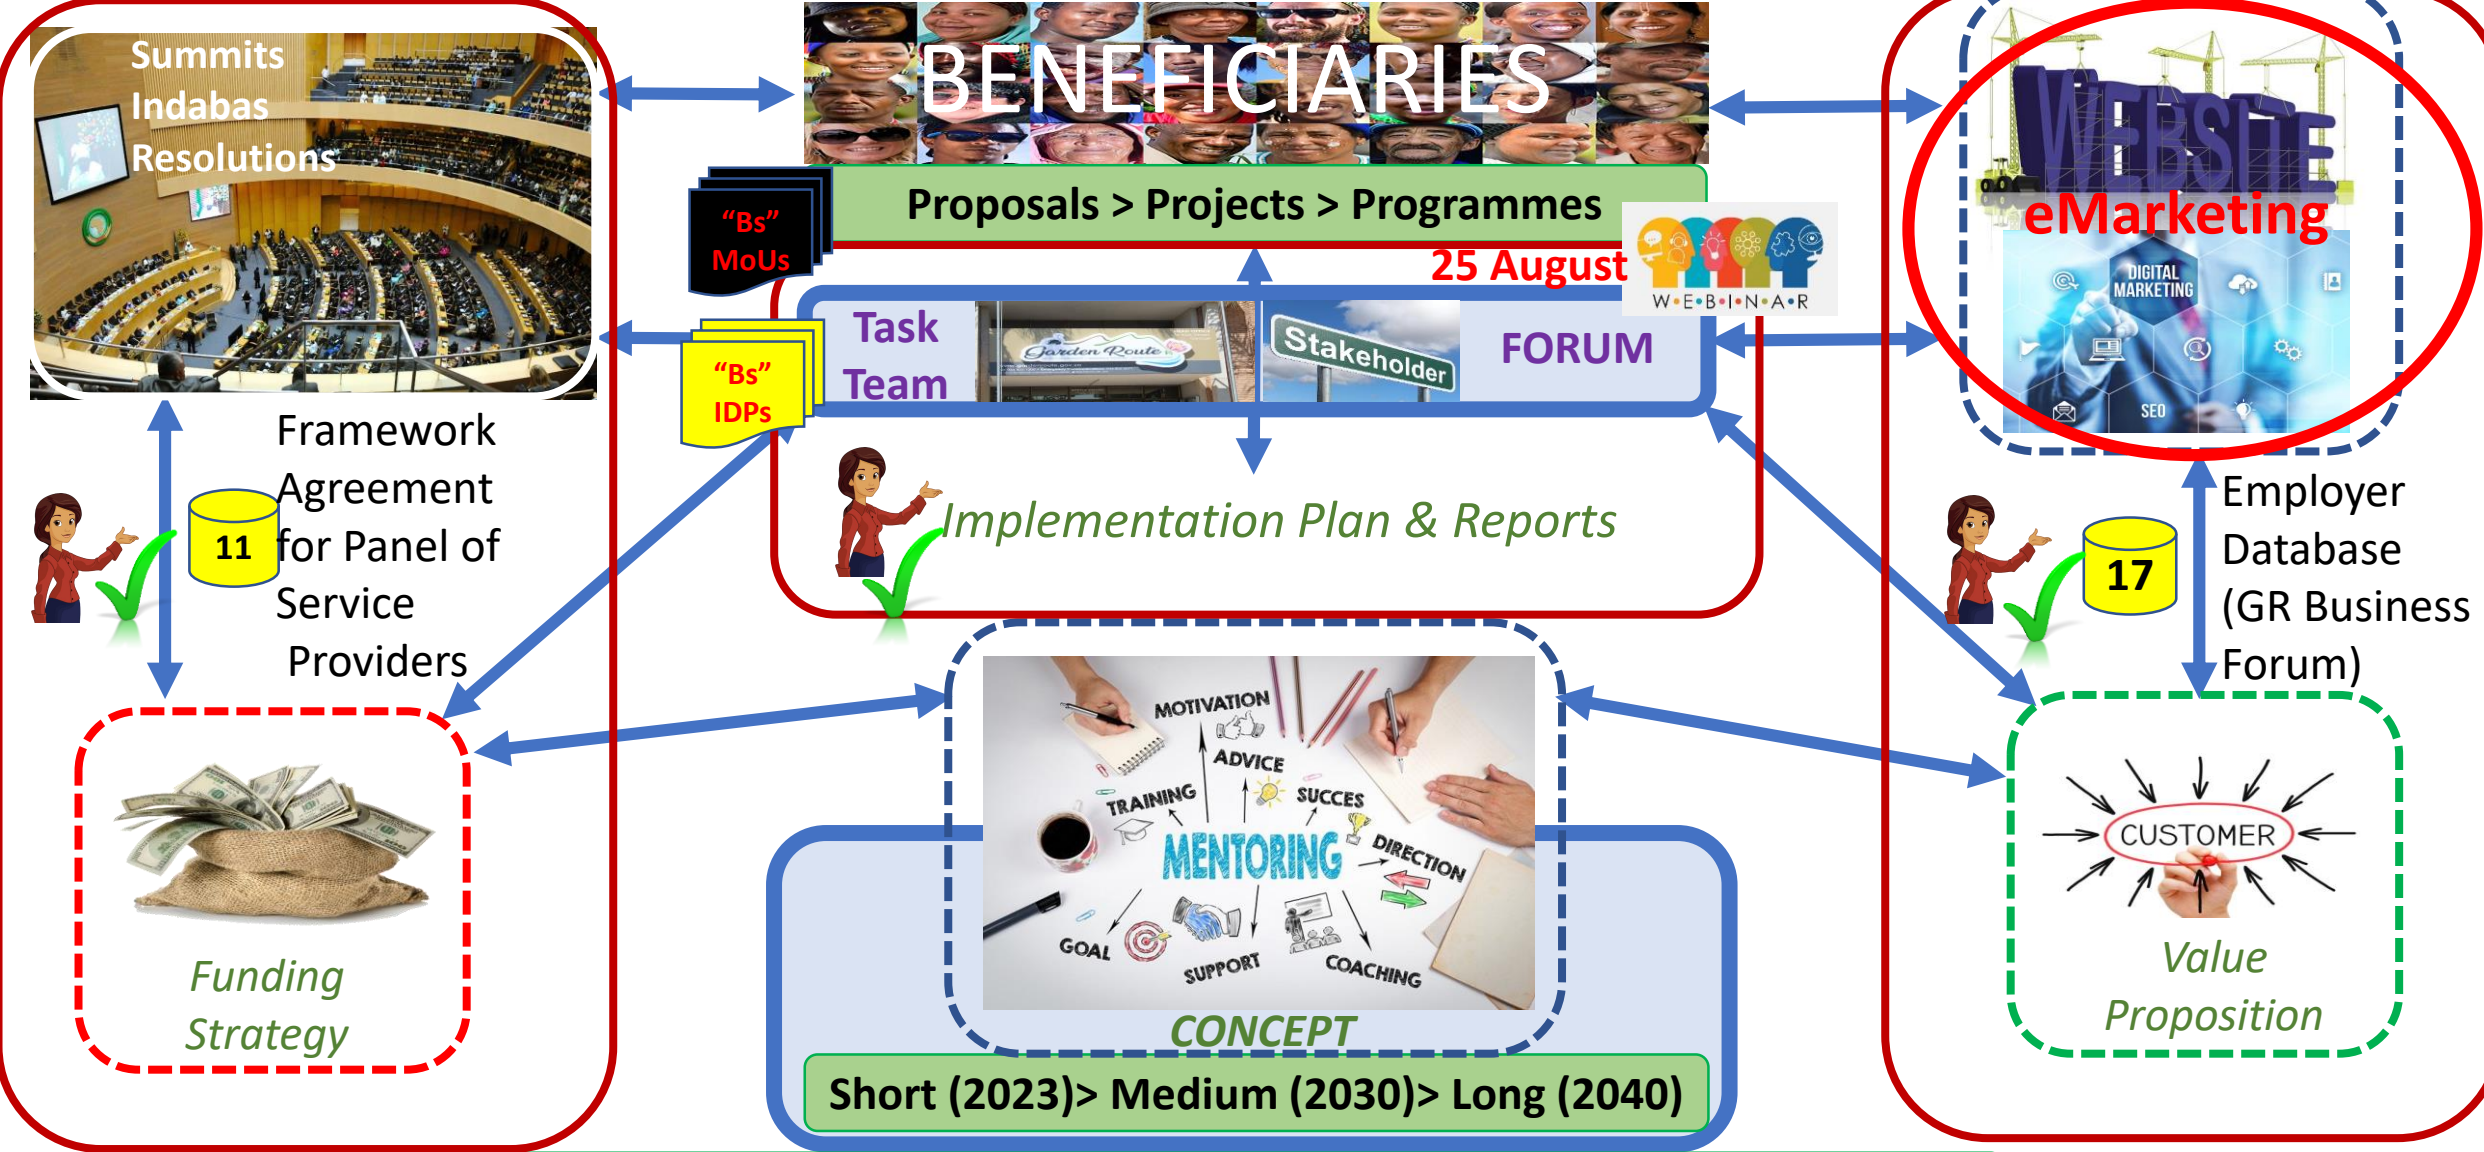 Summits
Indabas
Resolutions
BENEFICIARIES
Proposals > Projects > Programmes
"Bs"
MoUs
25 August
W•E•B•I•N•A•R
WEBSITE
eMarketing
DIGITAL
MARKETING
SEO
Task
Team
Garden Route
Stakeholder
FORUM
"Bs"
IDPs
Implementation Plan & Reports
Framework
Agreement
for Panel of
Service
Providers
11
17
Employer
Database
(GR Business
Forum)
Funding
Strategy
MOTIVATION
ADVICE
TRAINING
SUCCES
MENTORING
DIRECTION
GOAL
SUPPORT
COACHING
CONCEPT
Short (2023)> Medium (2030)> Long (2040)
CUSTOMER
Value
Proposition